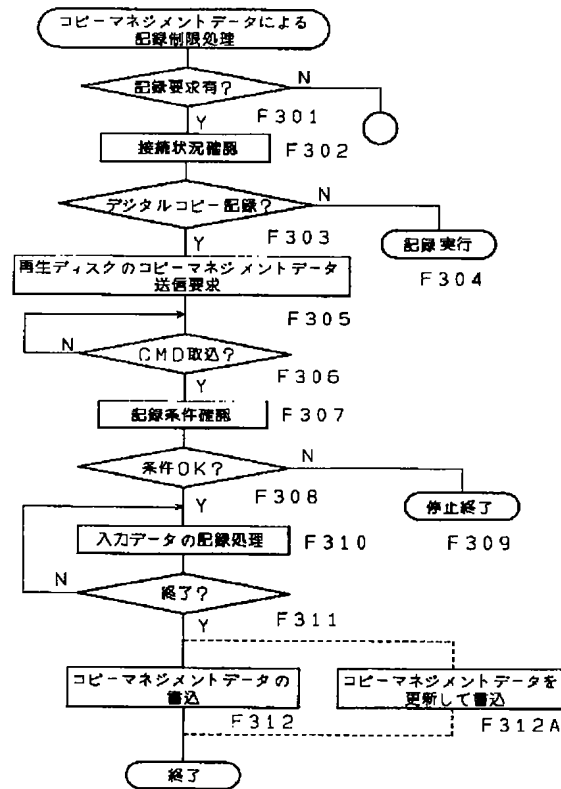 コピーマネジメントデータによる
記録制限処理
記録要求有?
N
Y
F301
接続状況確認
F302
デジタルコピー記録?
N
Y
F303
記録実行
F304
再生ディスクのコピーマネジメントデータ
送信要求
F305
N
CMD取込?
Y
F306
記録条件確認
F307
条件OK?
N
Y
F308
停止終了
F309
入力データの記録処理
F310
N
終了?
Y
F311
コピーマネジメントデータの
書込
F312
コピーマネジメントデータを
更新して書込
F312A
終了